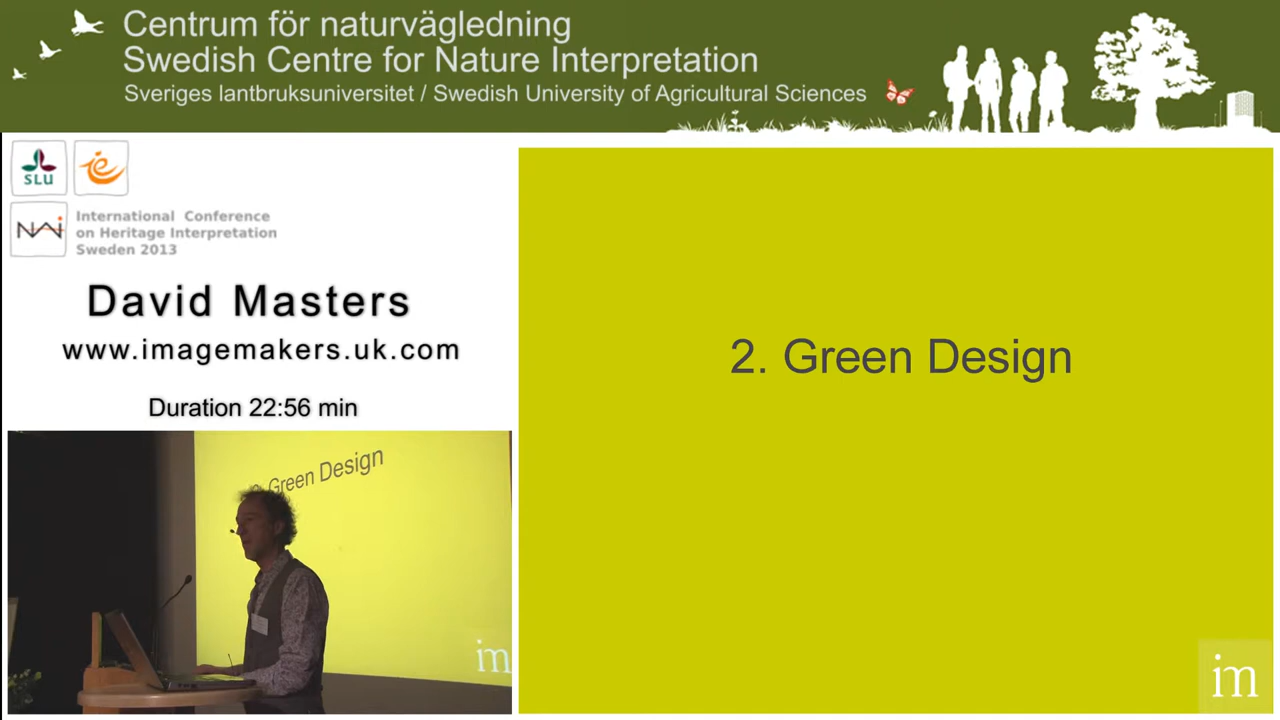 Centrum för naturvägledning
Swedish Centre for Nature Interpretation
Sveriges lantbruksuniversitet / Swedish University of Agricultural Sciences
SLU
ie
NAI
International Conference
on Heritage Interpretation
Sweden 2013
David Masters
www.imagemakers.uk.com
Duration 22:56 min
2. Green Design
im
Green Design
im